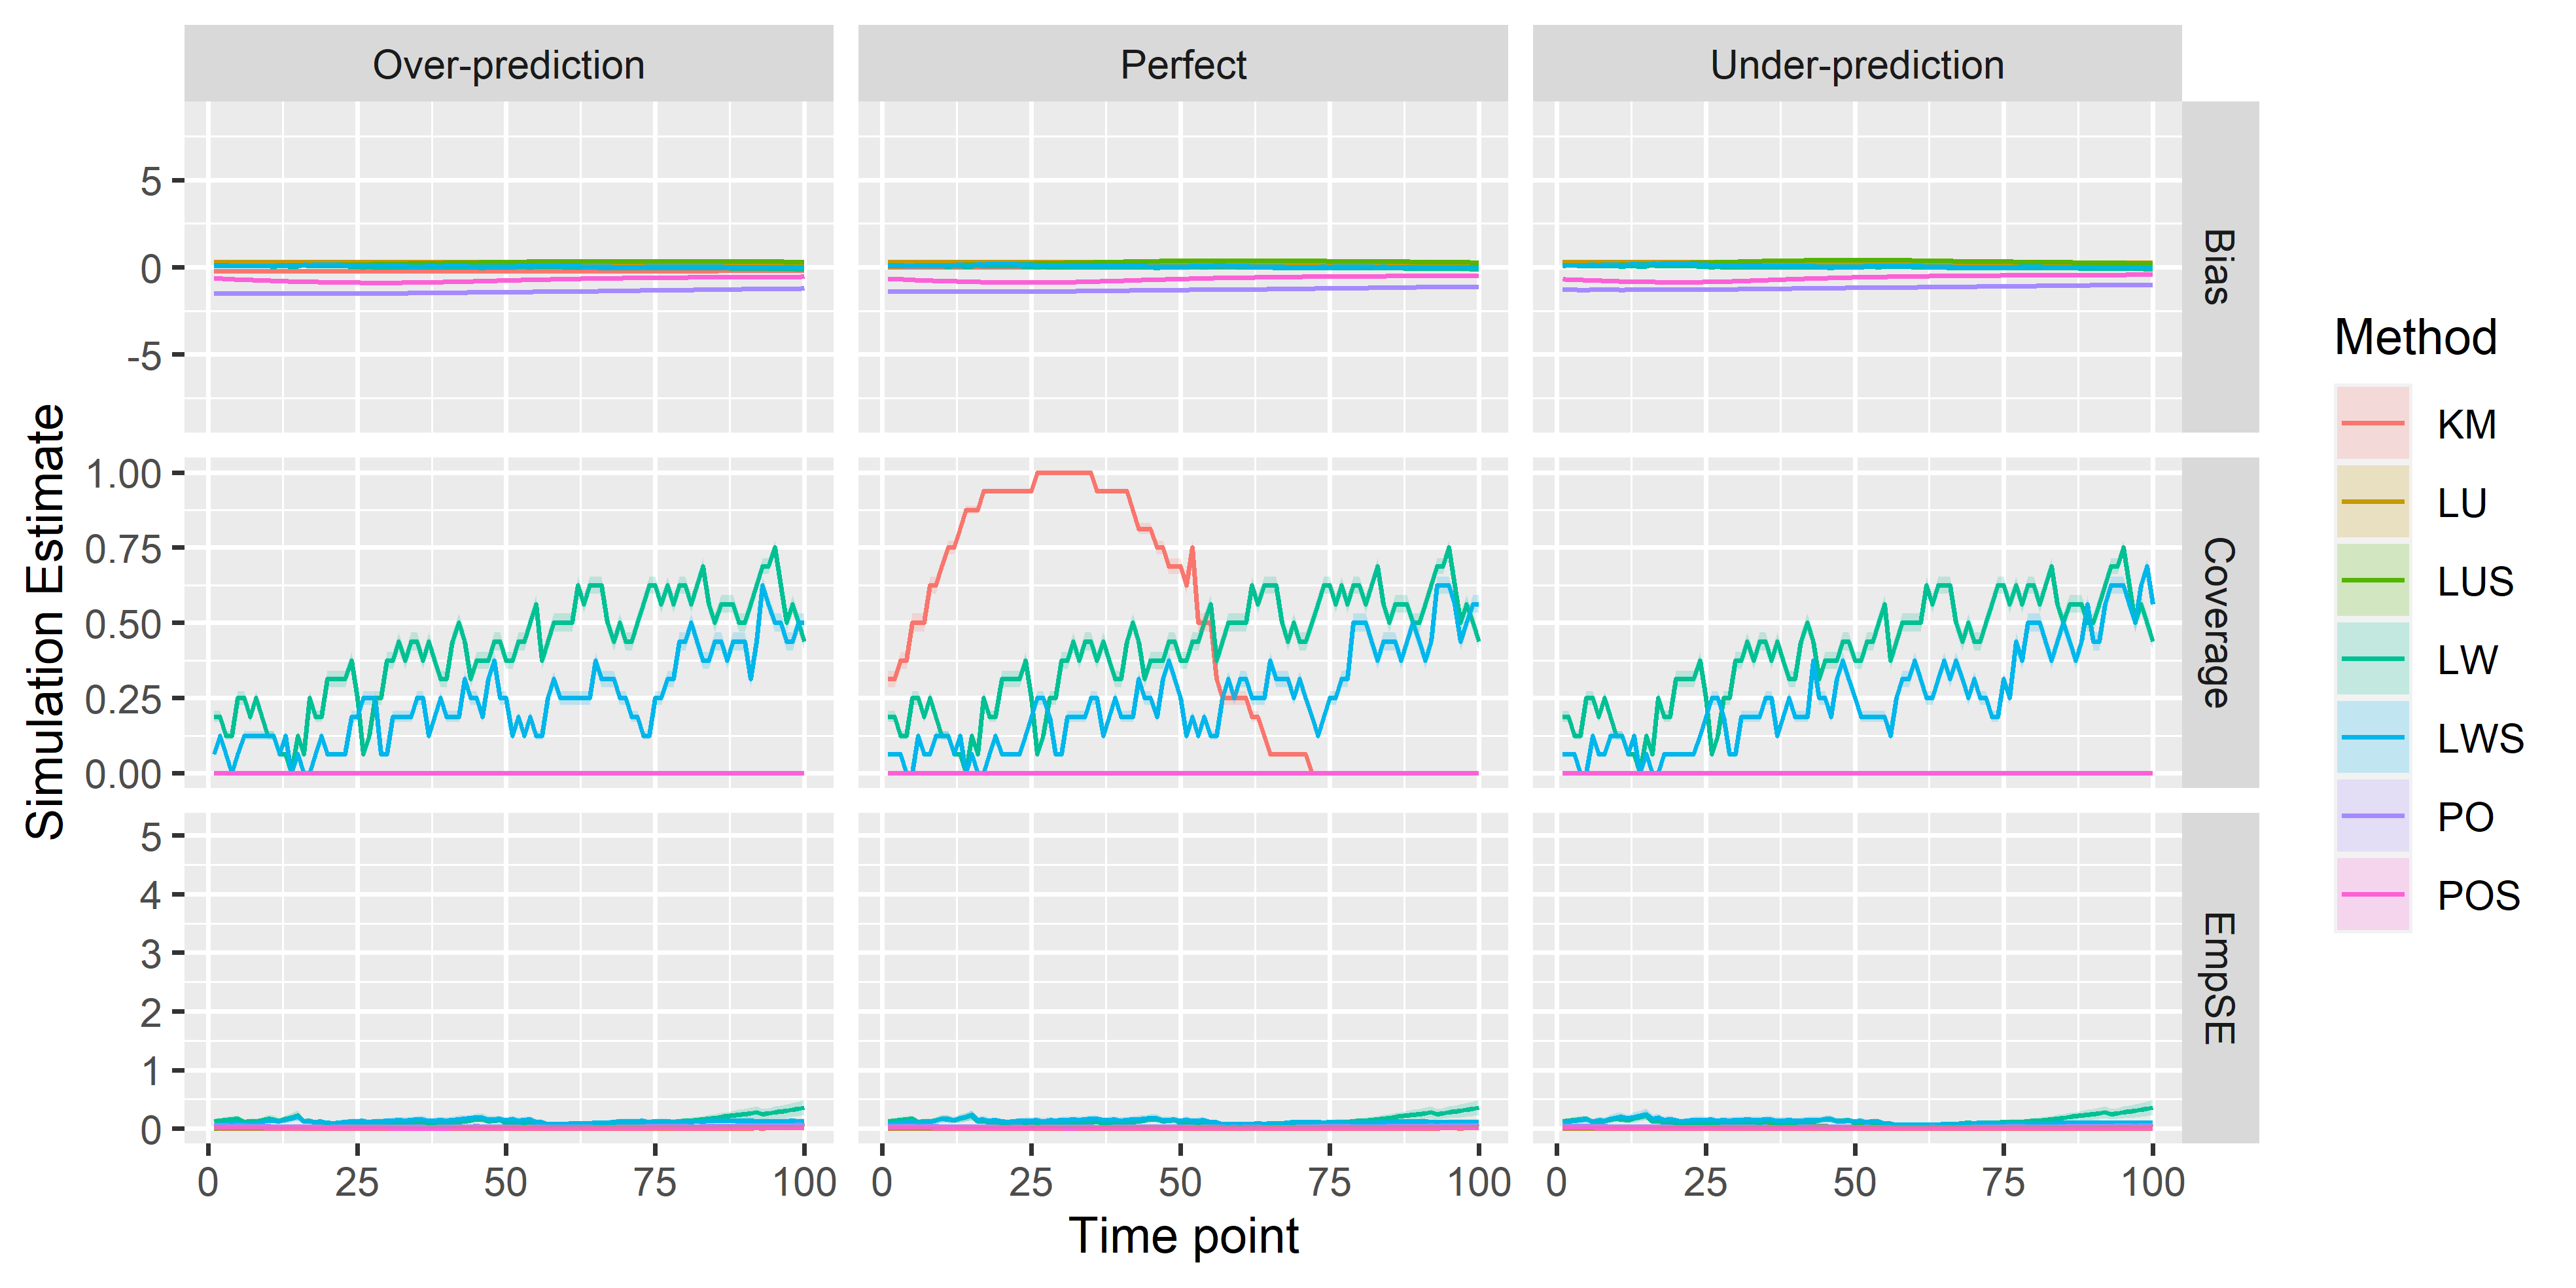 Over-prediction
Perfect
Under-prediction
Simulation Estimate
5
0
-5
Bias
1.00
0.75
0.50
0.25
0.00
Coverage
5
4
3
2
1
0
EmpSE
0 25 50 75 100
0 25 50 75 100
0 25 50 75 100
Time point
Method
KM
LU
LUS
LW
LWS
PO
POS